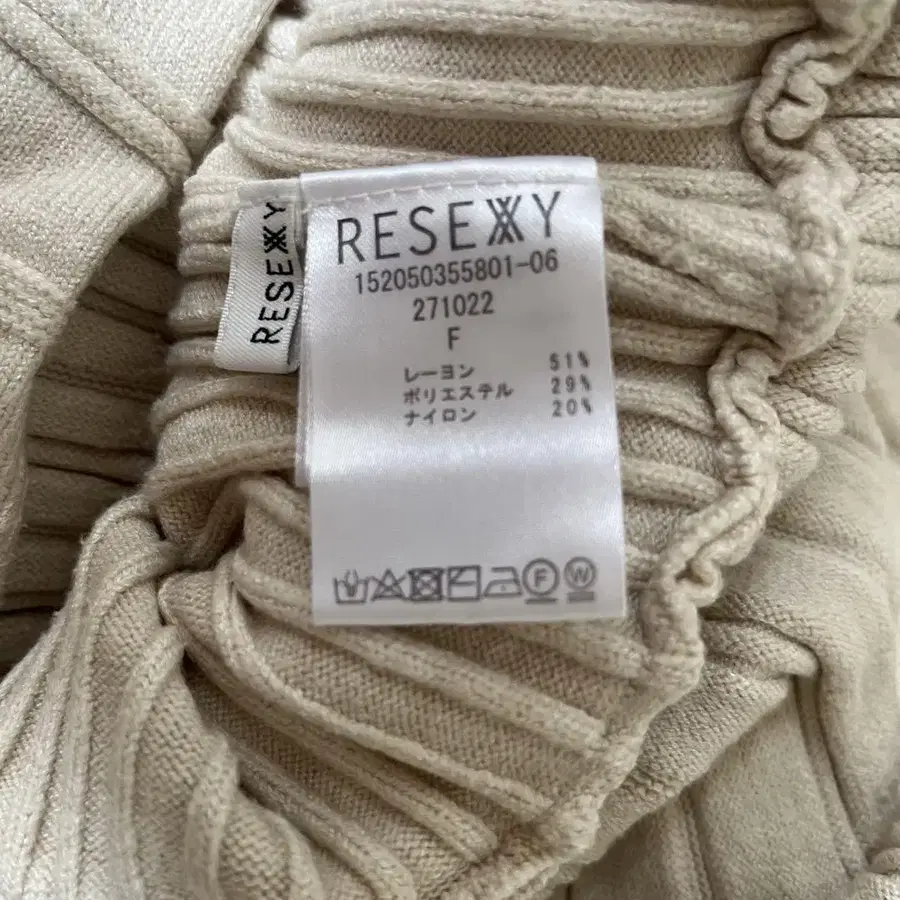 RESEXXY
RESEXXY
152050355801-06
271022
F
レーヨン 51%
ポリエステル 29%
ナイロン 20%
F W